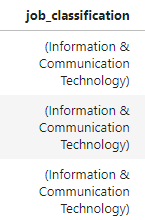 job_classification
(Information &
Communication
Technology)
(Information &
Communication
Technology)
(Information &
Communication
Technology)